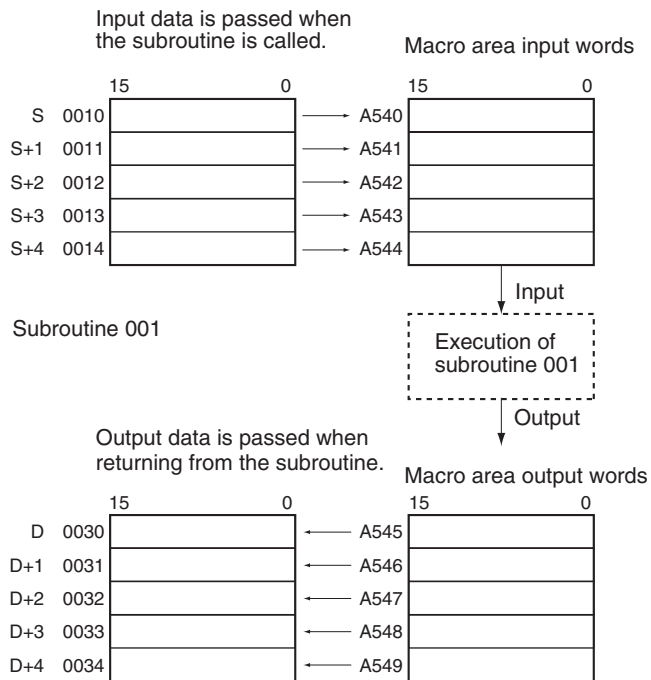 Input data is passed when
the subroutine is called.
Macro area input words
15 0 15 0
S 0010 A540
S+1 0011 A541
S+2 0012 A542
S+3 0013 A543
S+4 0014 A544
Input
Subroutine 001
Execution of
subroutine 001
Output
Output data is passed when
returning from the subroutine.
Macro area output words
15 0 15 0
D 0030 A545
D+1 0031 A546
D+2 0032 A547
D+3 0033 A548
D+4 0034 A549